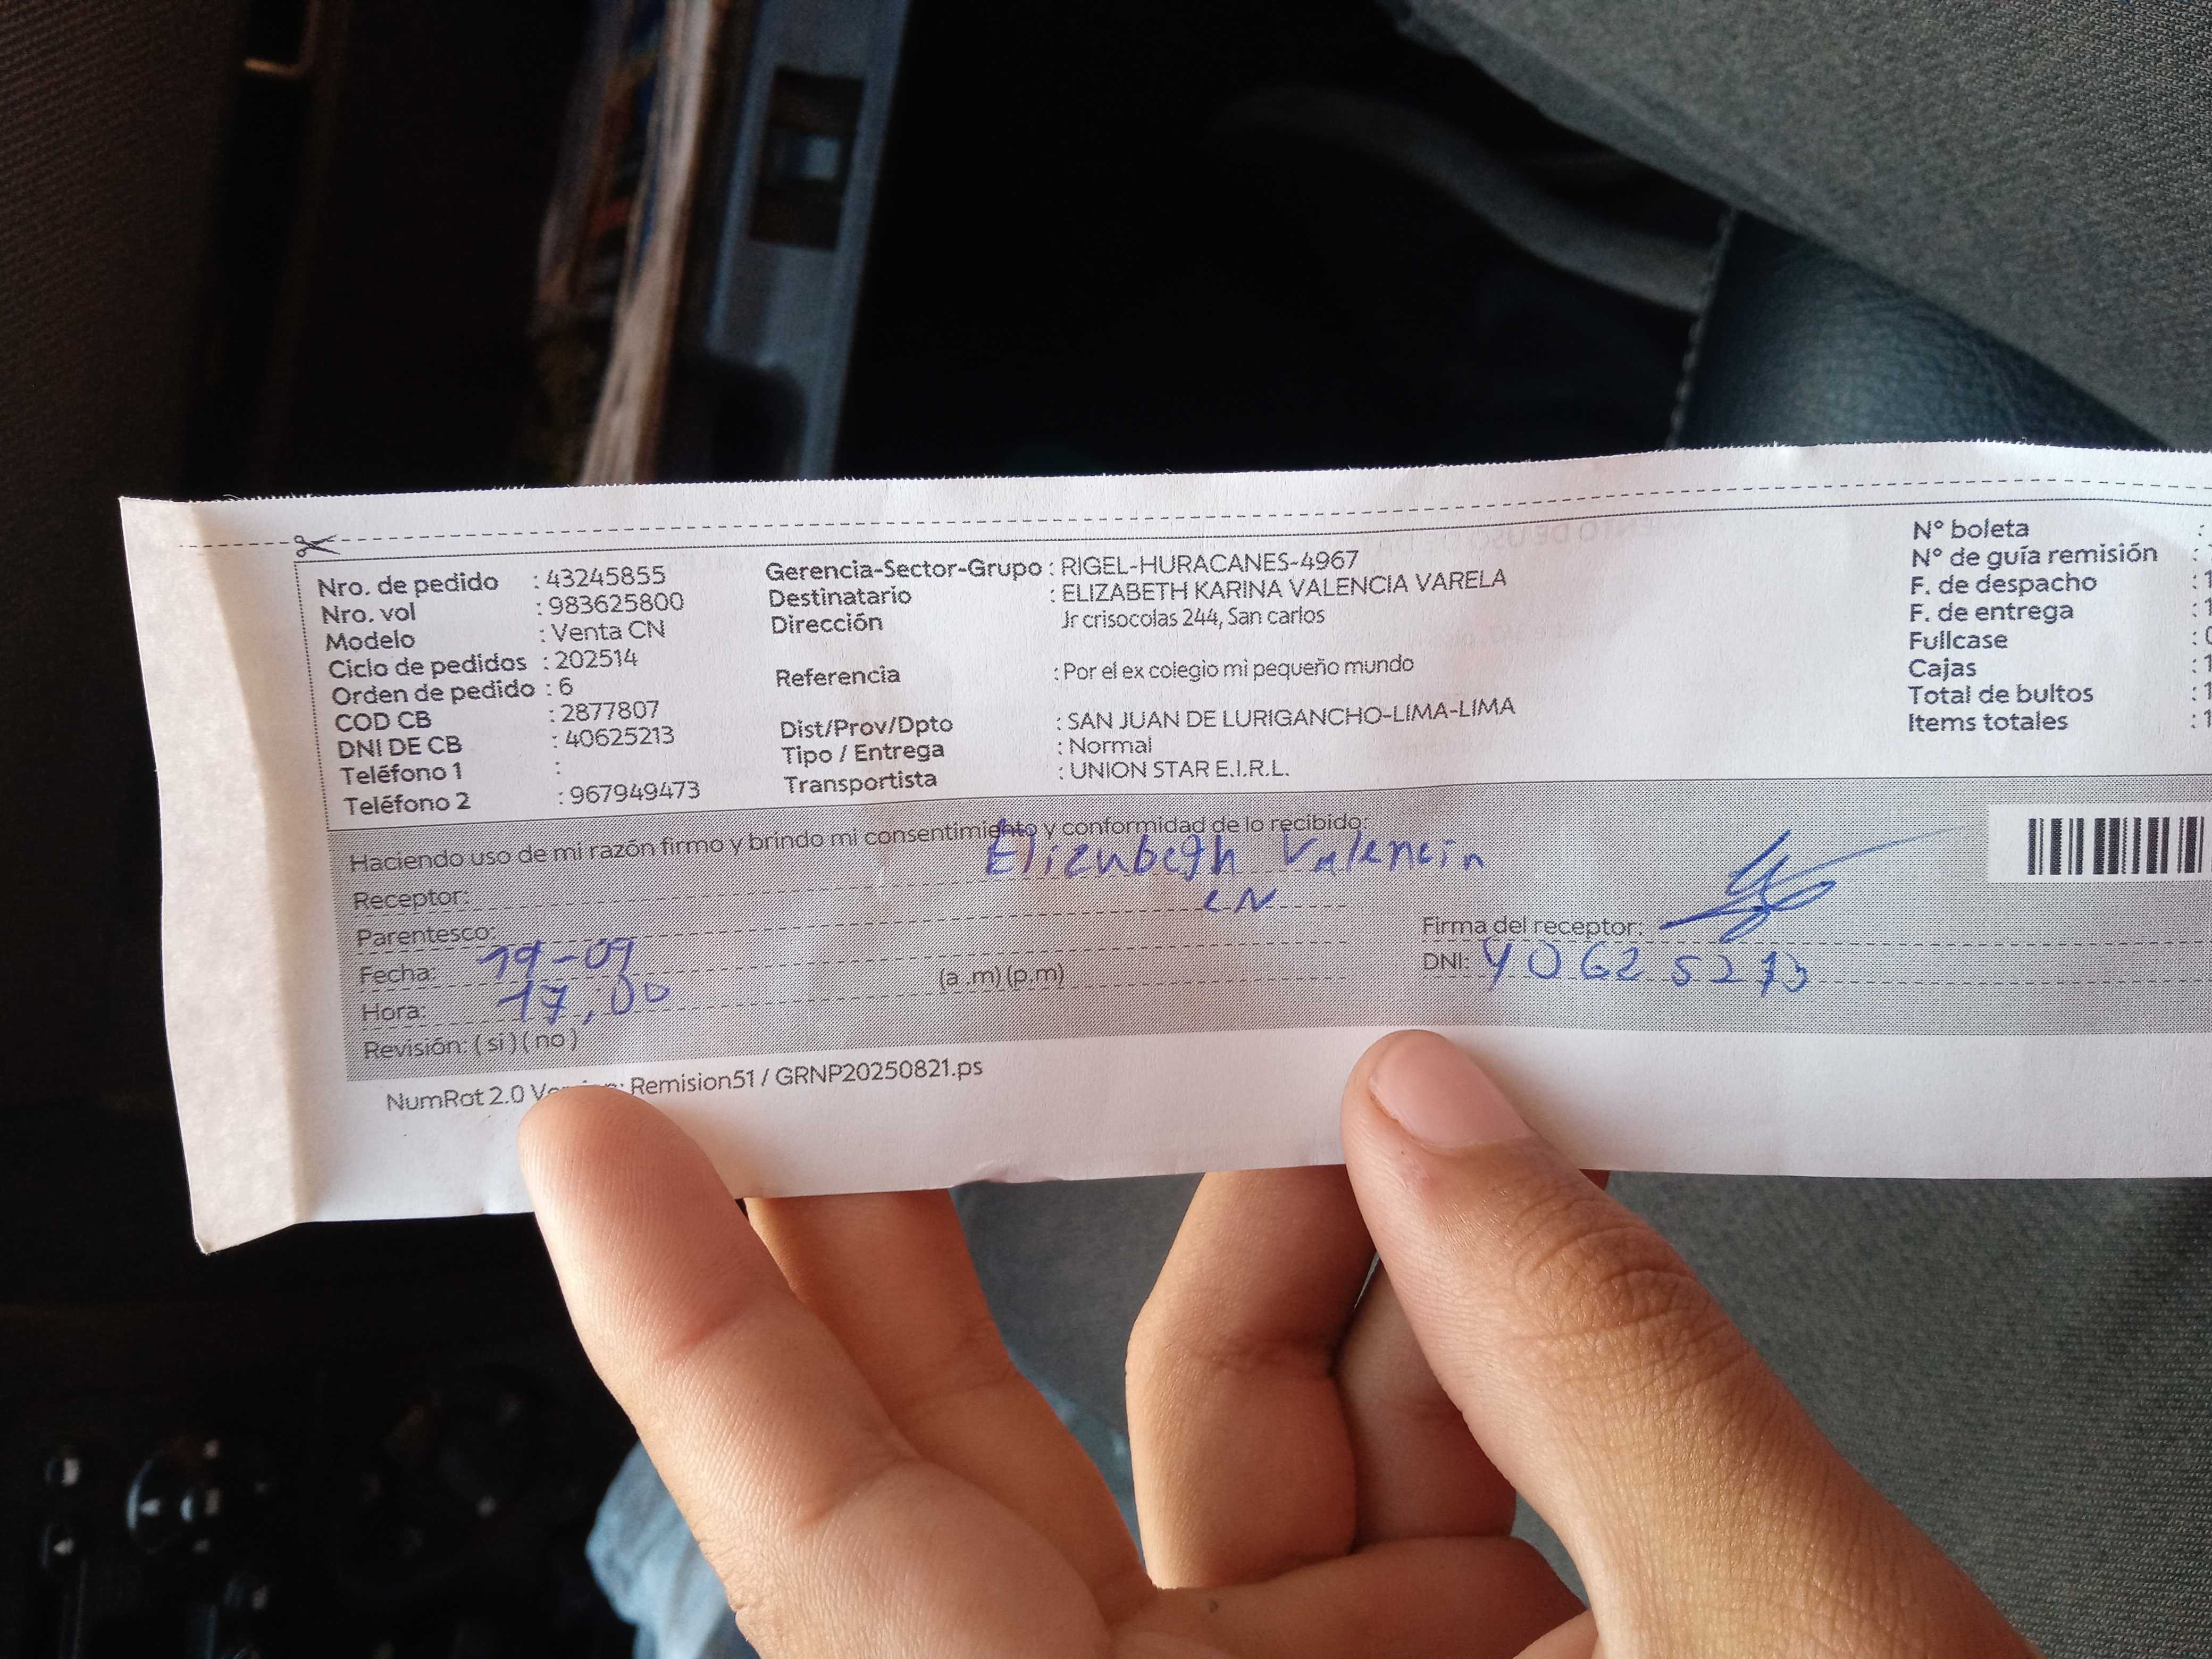 Nro. de pedido : 43245855
Nro. vol : 983625800
Modelo : Venta CN
Ciclo de pedidos : 202514
Orden de pedido : 6
COD CB : 2877807
DNI DE CB : 40625213
Teléfono 1 :
Teléfono 2 : 967949473
Gerencia-Sector-Grupo : RIGEL-HURACANES-4967
Destinatario : ELIZABETH KARINA VALENCIA VARELA
Dirección Jr crisocolas 244, San carlos
Referencia : Por el ex colegio mi pequeño mundo
Dist/Prov/Dpto : SAN JUAN DE LURIGANCHO-LIMA-LIMA
Tipo / Entrega : Normal
Transportista : UNION STAR E.I.R.L.
N° boleta :
N° de guía remisión :
F. de despacho : 1
F. de entrega : 1
Fullcase :
Cajas : 1
Total de bultos : 1
Items totales : 1
Haciendo uso de mi razón firmo y brindo mi consentimiento y conformidad de lo recibido:
Receptor: Elizabeth Valencia
Parentesco: CN
Fecha: 19-09
Hora: 17:00 (a.m)(p.m)
Revisión: (si)(no)
Firma del receptor:
DNI: 40625213
NumRot 2.0 Remision51 / GRNP20250821.ps